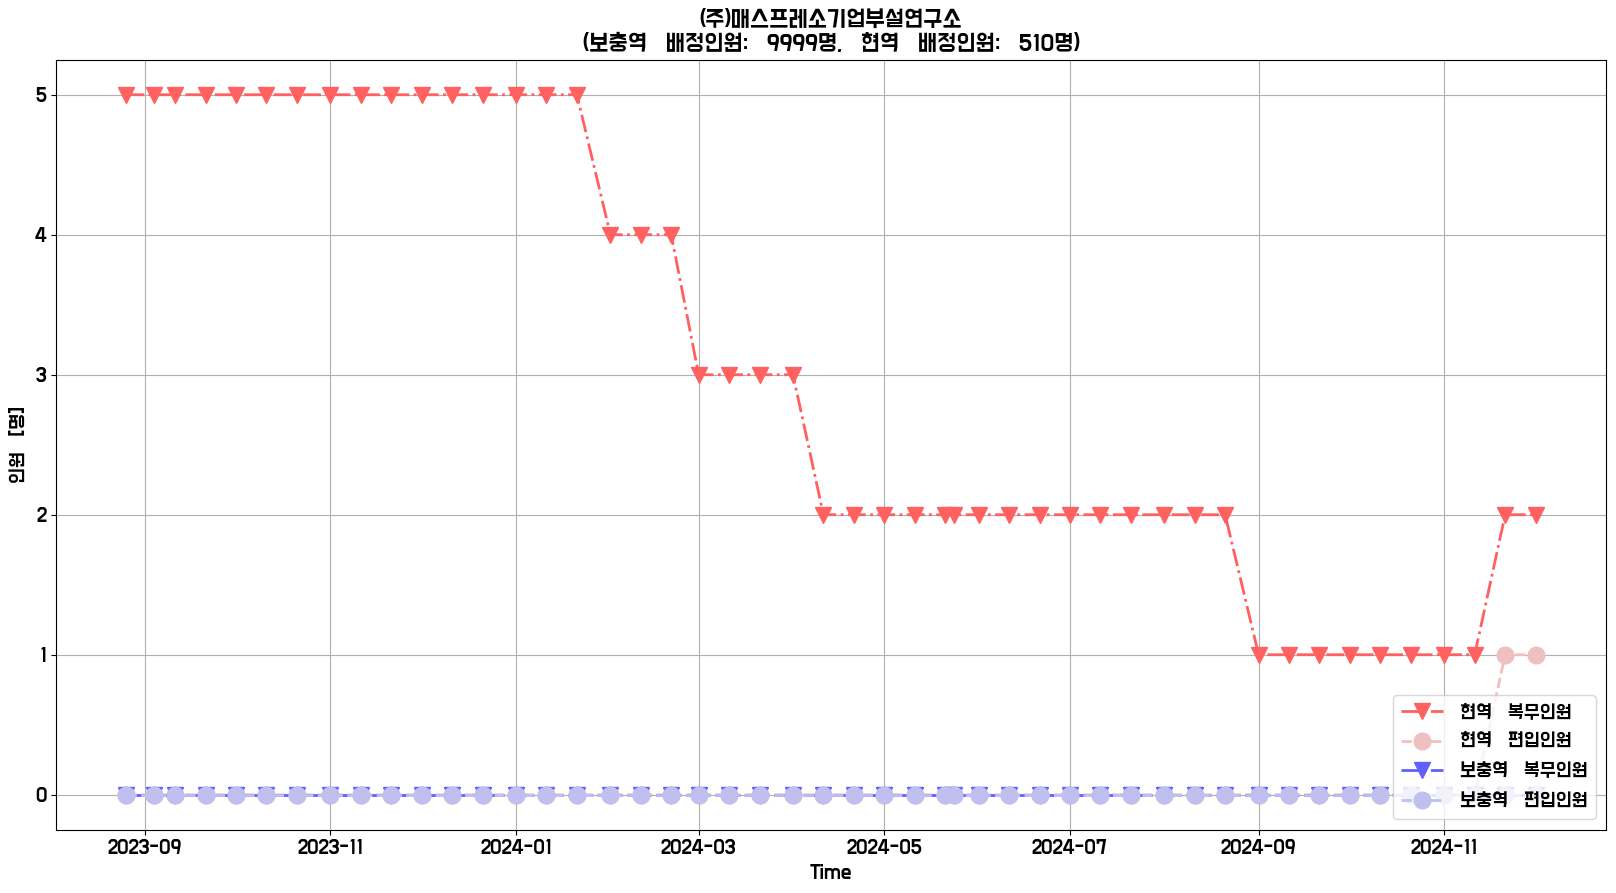 (주)매스프레소기업부설연구소
(보충역 배정인원: 9999명, 현역 배정인원: 510명)
5
4
3
2
1
0
인원 [명]
현역 복무인원
현역 편입인원
보충역 복무인원
보충역 편입인원
2023-09 2023-11 2024-01 2024-03 2024-05 2024-07 2024-09 2024-11
Time